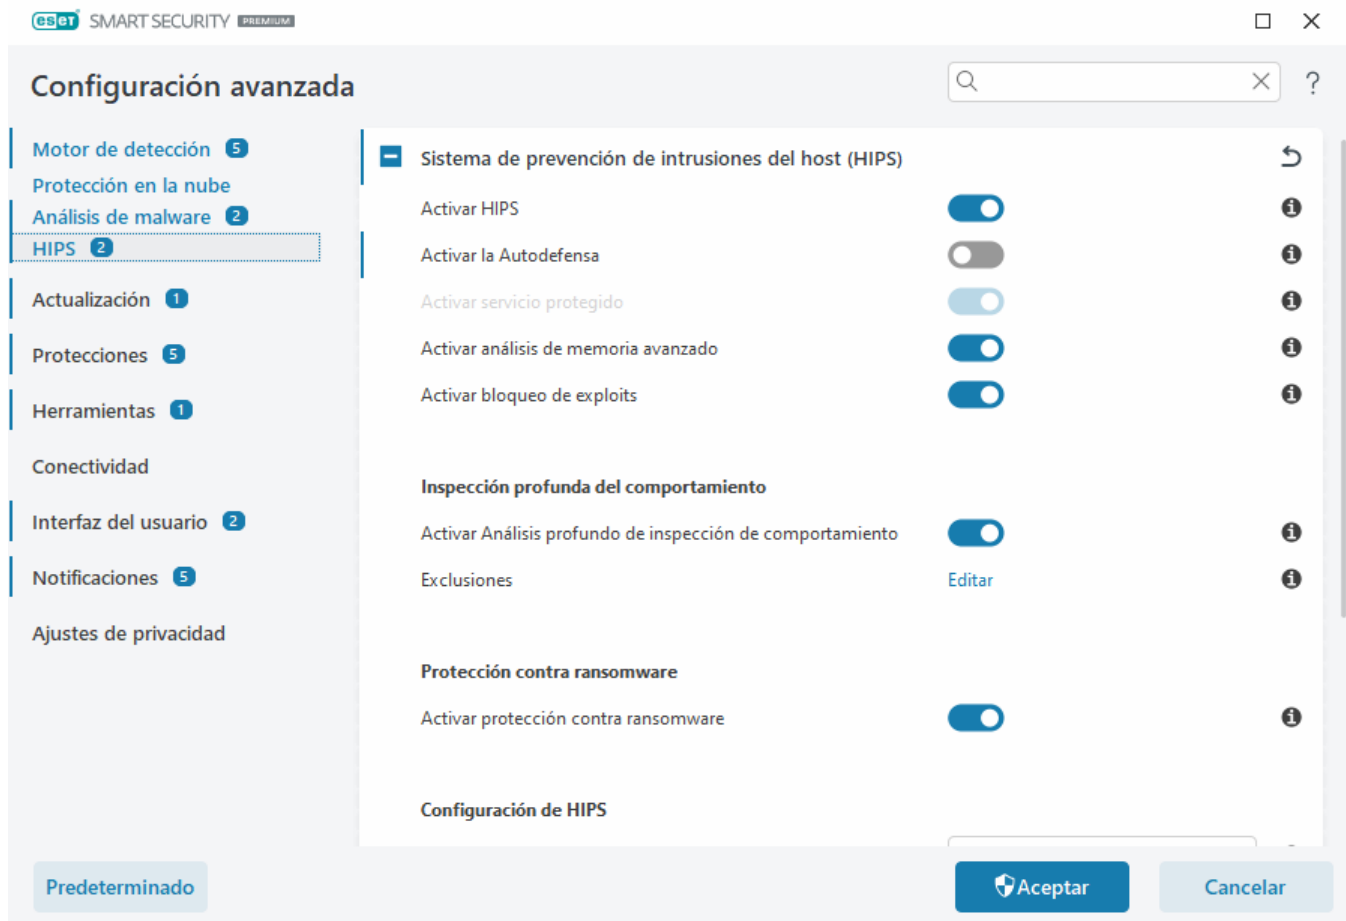 eset SMART SECURITY PREMIUM
Configuración avanzada
?
Motor de detección 5
Protección en la nube
Análisis de malware 2
HIPS 2
Actualización 1
Protecciones 5
Herramientas 1
Conectividad
Interfaz del usuario 2
Notificaciones 5
Ajustes de privacidad
Sistema de prevención de intrusiones del host (HIPS)
Activar HIPS
Activar la Autodefensa
Activar servicio protegido
Activar análisis de memoria avanzado
Activar bloqueo de exploits
Inspección profunda del comportamiento
Activar Análisis profundo de inspección de comportamiento
Exclusiones Editar
Protección contra ransomware
Activar protección contra ransomware
Configuración de HIPS
Predeterminado Aceptar Cancelar